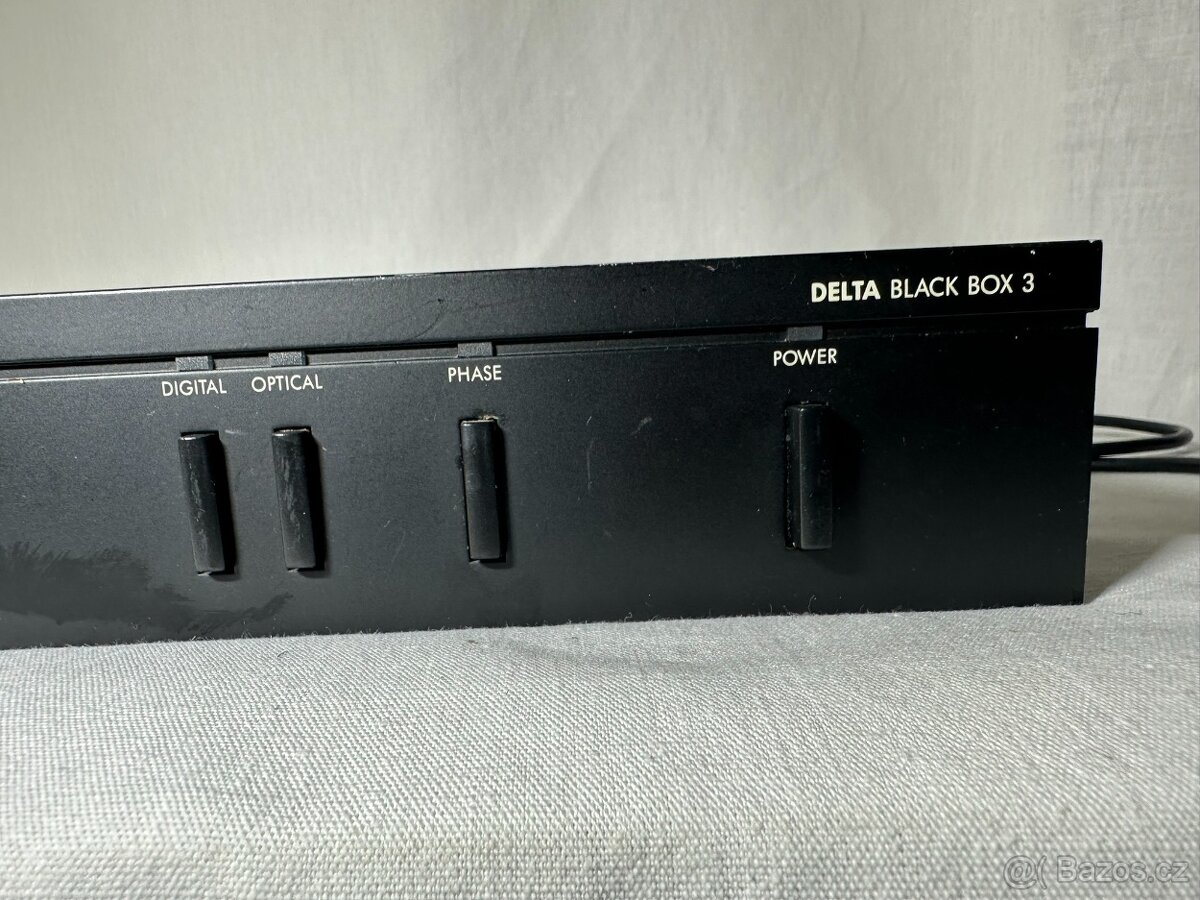 DELTA BLACK BOX 3
DIGITAL OPTICAL PHASE POWER
@( Bazos.cz